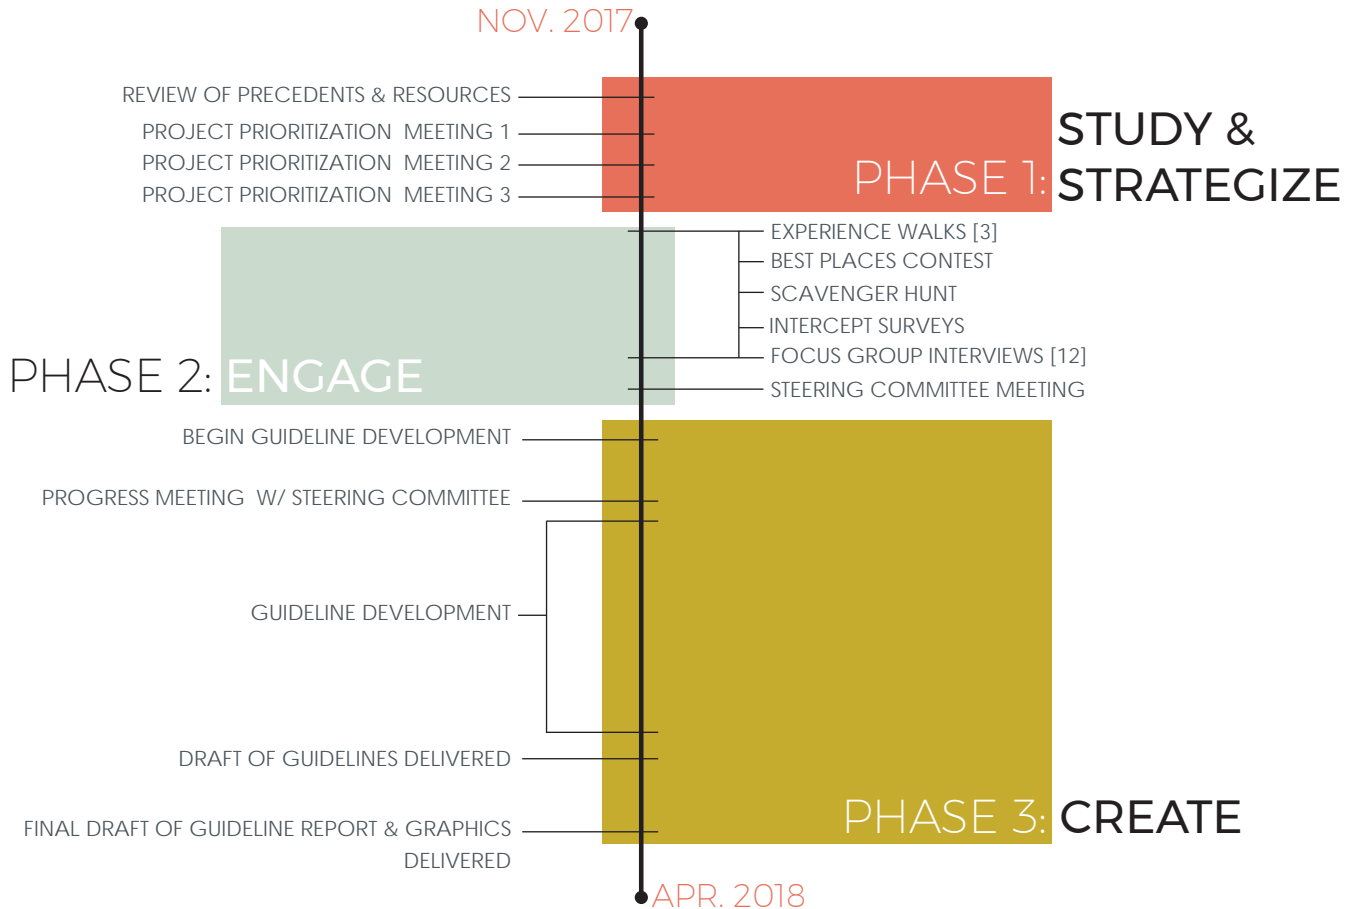 NOV. 2017
REVIEW OF PRECEDENTS & RESOURCES
PROJECT PRIORITIZATION MEETING 1
PROJECT PRIORITIZATION MEETING 2
PROJECT PRIORITIZATION MEETING 3
STUDY &
PHASE 1: STRATEGIZE
EXPERIENCE WALKS [3]
BEST PLACES CONTEST
SCAVENGER HUNT
INTERCEPT SURVEYS
FOCUS GROUP INTERVIEWS [12]
STEERING COMMITTEE MEETING
PHASE 2: ENGAGE
BEGIN GUIDELINE DEVELOPMENT
PROGRESS MEETING W/ STEERING COMMITTEE
GUIDELINE DEVELOPMENT
DRAFT OF GUIDELINES DELIVERED
FINAL DRAFT OF GUIDELINE REPORT & GRAPHICS
DELIVERED
PHASE 3: CREATE
APR. 2018